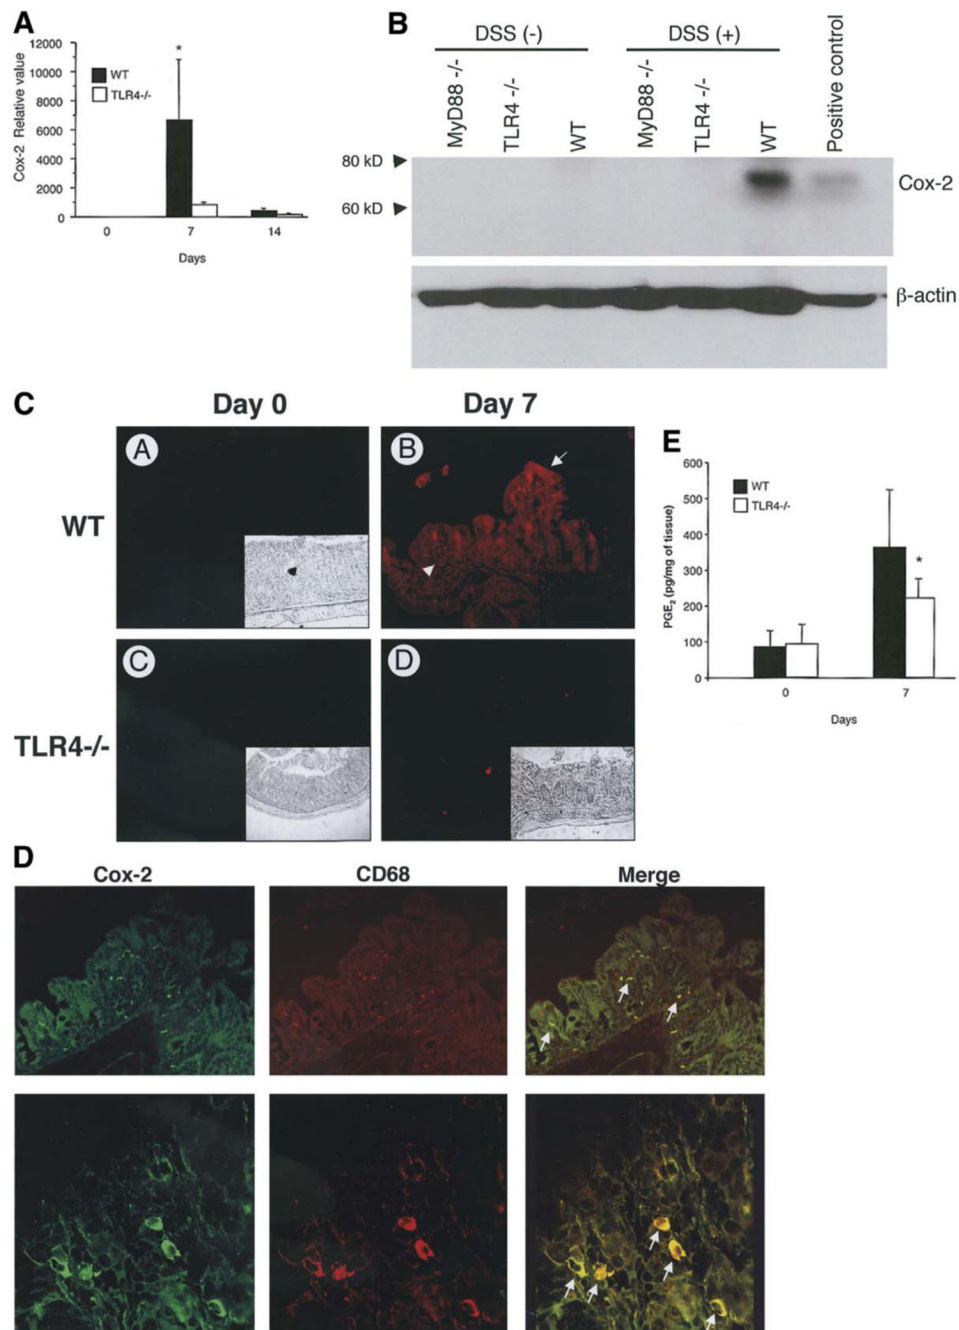 A
12000
10000
8000
6000
4000
2000
0
Cox-2 Relative value
*
WT
TLR4-/-
0 7 14
Days
B
DSS (-) DSS (+)
MyD88 -/-
TLR4 -/-
WT
MyD88 -/-
TLR4 -/-
WT
Positive control
80 kD
60 kD
Cox-2
β-actin
C
Day 0 Day 7
WT
A
B
TLR4-/-
C
D
E
600
500
400
300
200
100
0
PGE₂ (pg/mg of tissue)
WT
TLR4-/-
*
0 7
Days
D
Cox-2 CD68 Merge